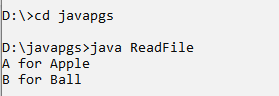 D:\>cd javapgs
D:\javapgs>java ReadFile
A for Apple
B for Ball